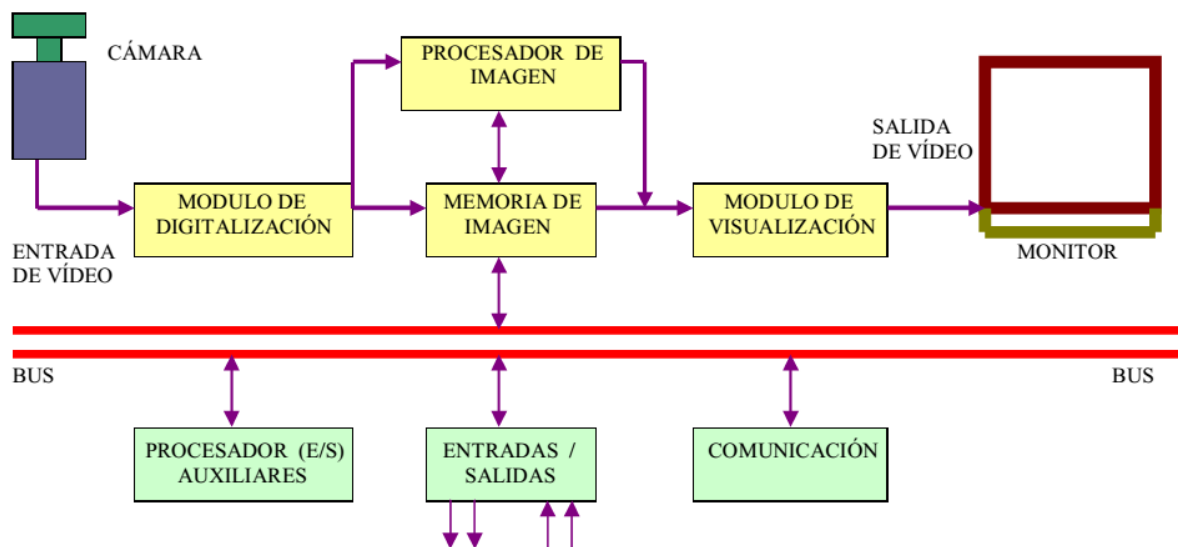 CÁMARA
PROCESADOR DE
IMAGEN
SALIDA
DE VÍDEO
MODULO DE
DIGITALIZACIÓN
MEMORIA DE
IMAGEN
MODULO DE
VISUALIZACIÓN
ENTRADA
DE VÍDEO
MONITOR
BUS
BUS
PROCESADOR (E/S)
AUXILIARES
ENTRADAS /
SALIDAS
COMUNICACIÓN